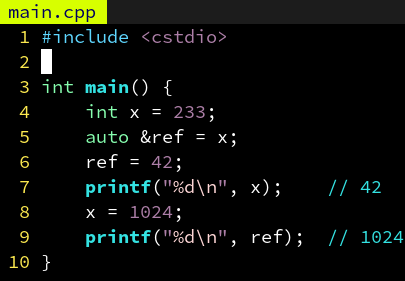 main.cpp
1 #include <cstdio>
2
3 int main() {
4     int x = 233;
5     auto &ref = x;
6     ref = 42;
7     printf("%d\n", x);    // 42
8     x = 1024;
9     printf("%d\n", ref);  // 1024
10 }